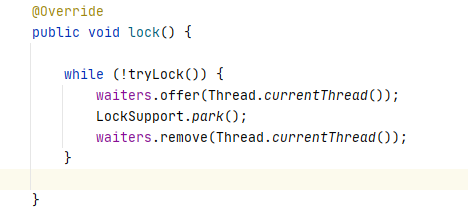 @Override
public void lock() {
while (!tryLock()) {
waiters.offer(Thread.currentThread());
LockSupport.park();
waiters.remove(Thread.currentThread());
}
}